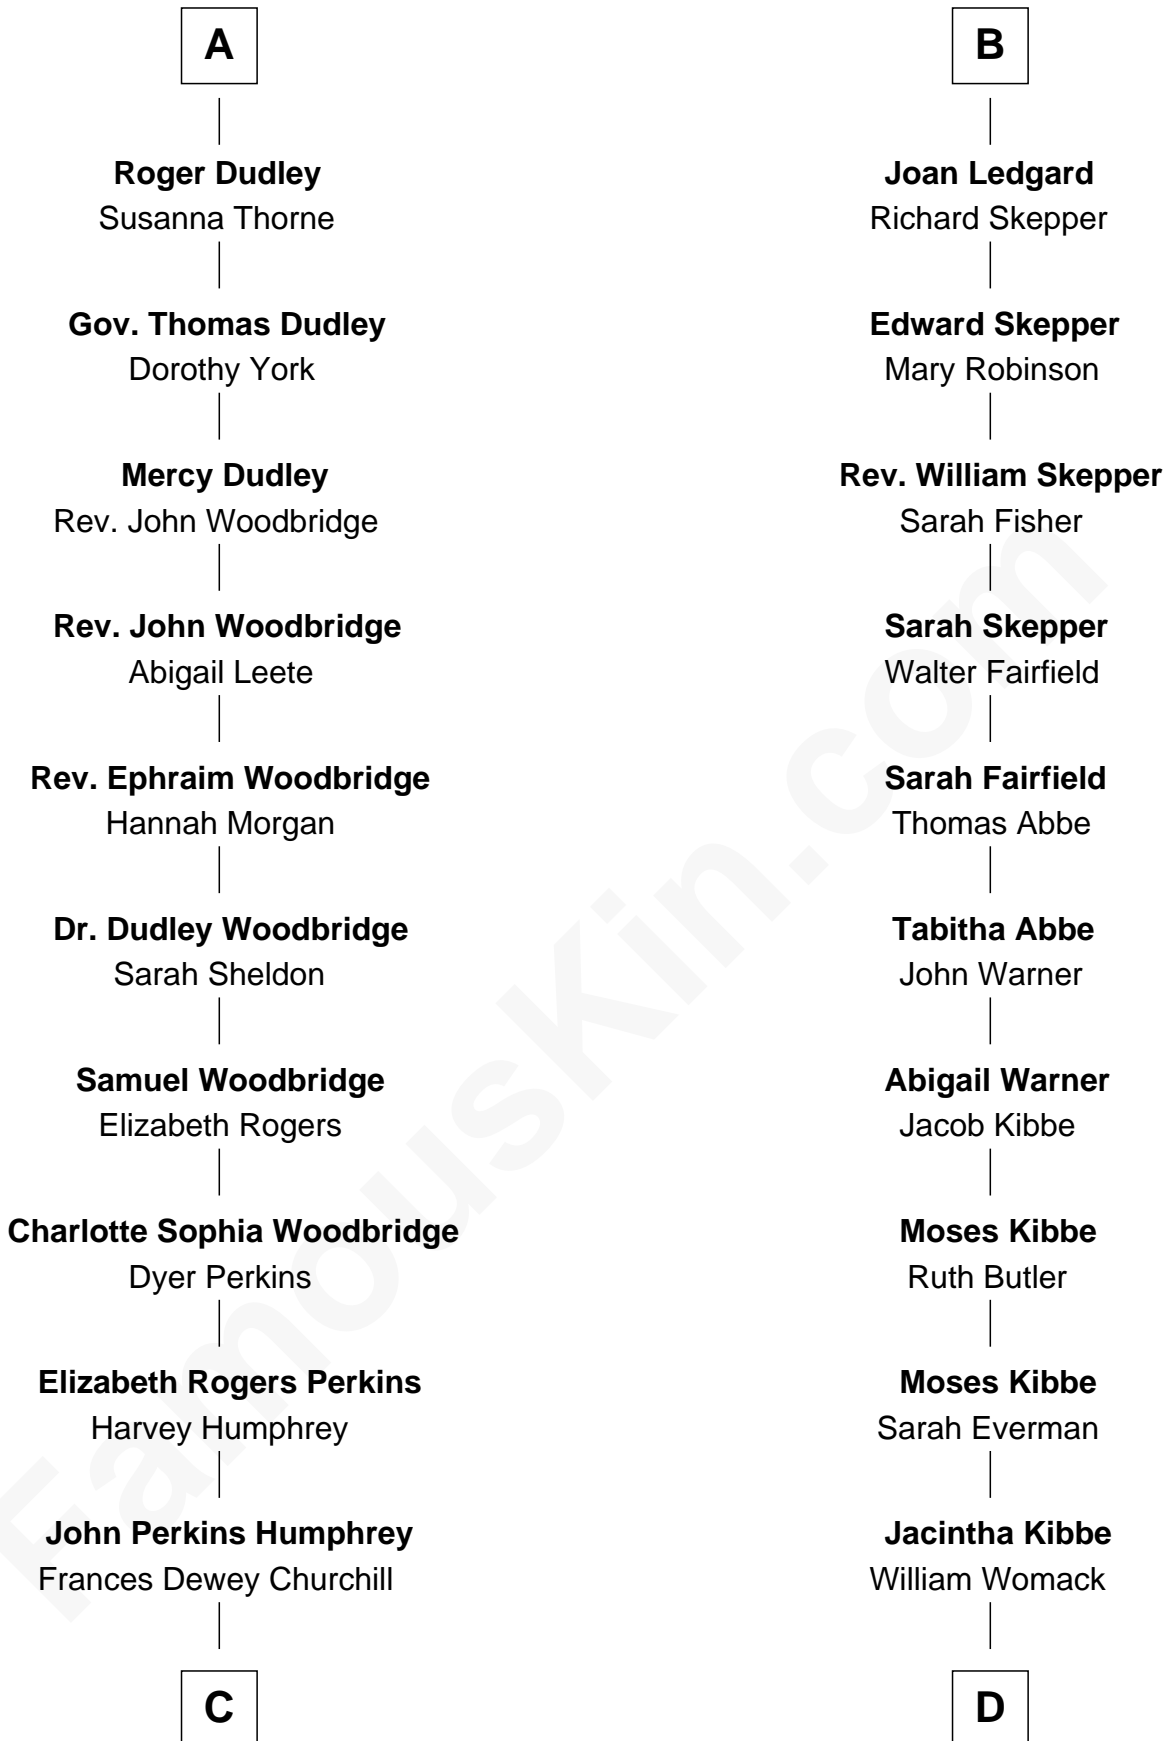 A
Roger Dudley
Susanna Thorne
Gov. Thomas Dudley
Dorothy York
Mercy Dudley
Rev. John Woodbridge
Rev. John Woodbridge
Abigail Leete
Rev. Ephraim Woodbridge
Hannah Morgan
Dr. Dudley Woodbridge
Sarah Sheldon
Samuel Woodbridge
Elizabeth Rogers
Charlotte Sophia Woodbridge
Dyer Perkins
Elizabeth Rogers Perkins
Harvey Humphrey
John Perkins Humphrey
Frances Dewey Churchill
C
B
Joan Ledgard
Richard Skepper
Edward Skepper
Mary Robinson
Rev. William Skepper
Sarah Fisher
Sarah Skepper
Walter Fairfield
Sarah Fairfield
Thomas Abbe
Tabitha Abbe
John Warner
Abigail Warner
Jacob Kibbe
Moses Kibbe
Ruth Butler
Moses Kibbe
Sarah Everman
Jacintha Kibbe
William Womack
D
FamousKin.com